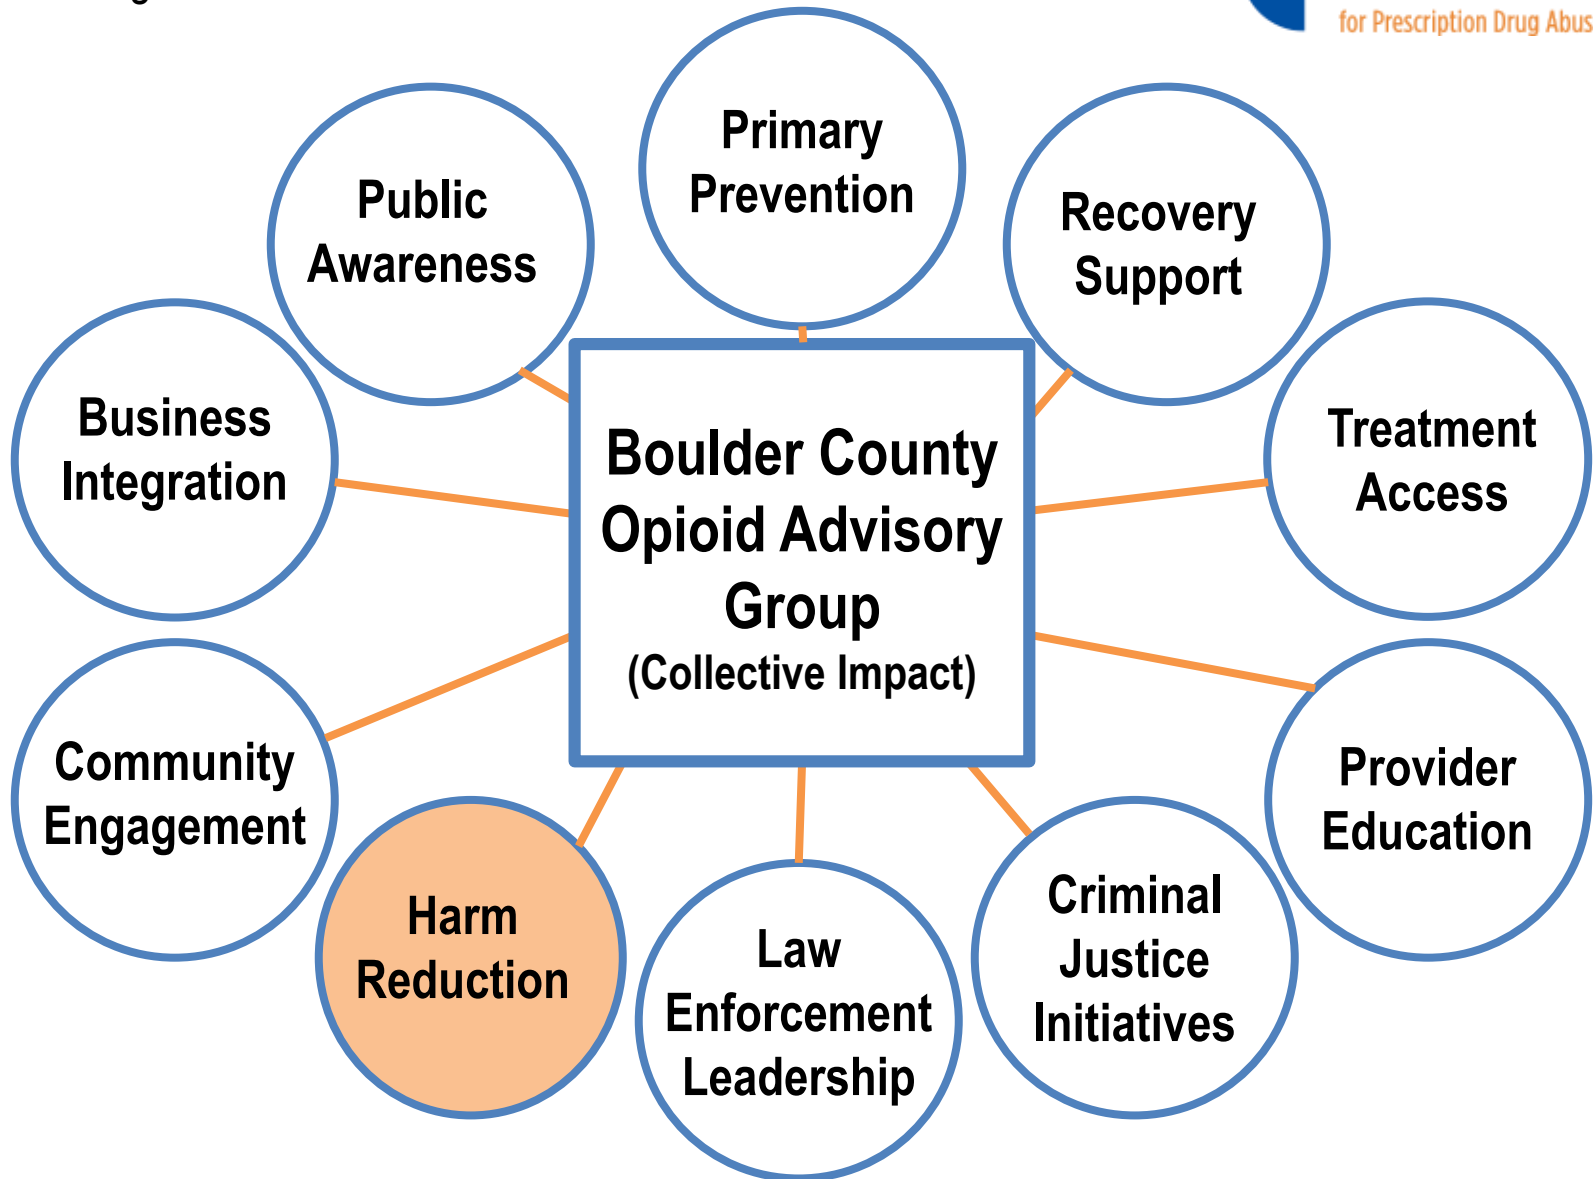 for Prescription Drug Abus
Primary
Prevention
Public
Awareness
Recovery
Support
Business
Integration
Treatment
Access
Boulder County
Opioid Advisory
Group
(Collective Impact)
Community
Engagement
Provider
Education
Harm
Reduction
Law
Enforcement
Leadership
Criminal
Justice
Initiatives